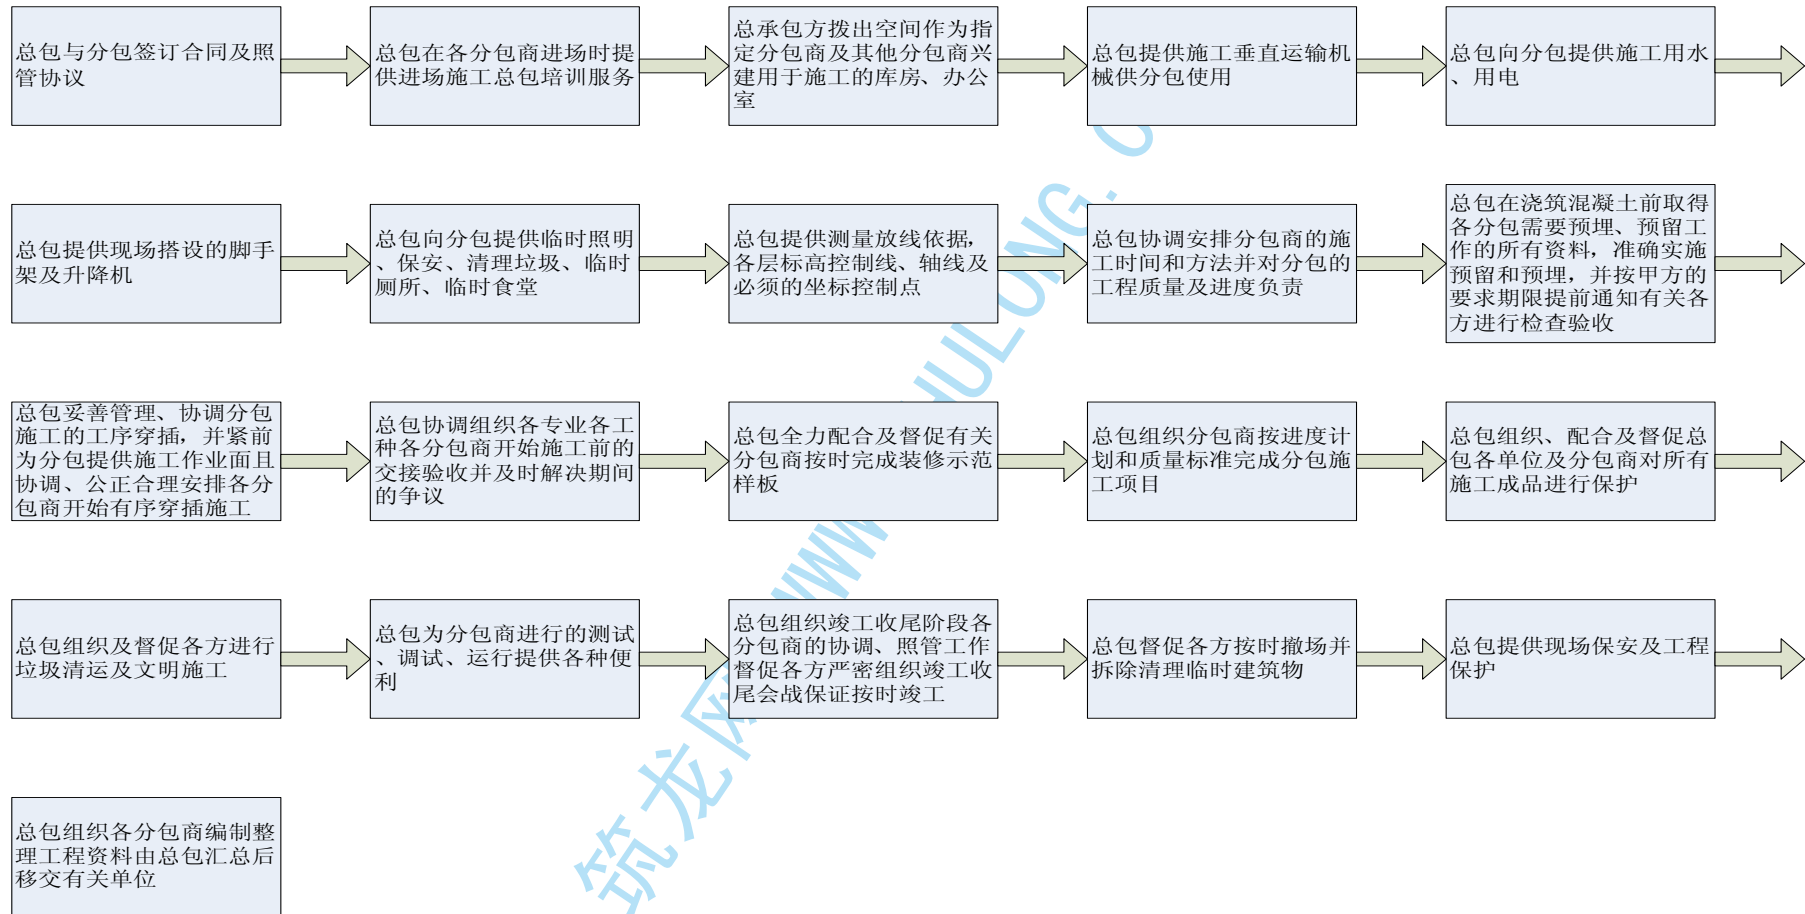 总包与分包签订合同及照
管协议
总包在各分包商进场时提
供进场施工总包培训服务
总承包方拨出空间作为指
定分包商及其他分包商兴
建用于施工的库房、办公
室
总包提供施工垂直运输机
械供分包使用
总包向分包提供施工用水
、用电
总包提供现场搭设的脚手
架及升降机
总包向分包提供临时照明
、保安、清理垃圾、临时
厕所、临时食堂
总包提供测量放线依据,
各层标高控制线、轴线及
必须的坐标控制点
总包协调安排分包商的施
工时间和方法并对分包的
工程质量及进度负责
总包在浇筑混凝土前取得
各分包需要预埋、预留工
作的所有资料, 准确实施
预留和预埋, 并按甲方的
要求期限提前通知有关各
方进行检查验收
总包妥善管理、协调分包
施工的工序穿插, 并紧前
为分包提供施工作业面且
协调、公正合理安排各分
包商开始有序穿插施工
总包协调组织各专业各工
种各分包商开始施工前的
交接验收并及时解决期间
的争议
总包全力配合及督促有关
分包商按时完成装修示范
样板
总包组织分包商按进度计
划和质量标准完成分包施
工项目
总包组织、配合及督促总
包各单位及分包商对所有
施工成品进行保护
总包组织及督促各方进行
垃圾清运及文明施工
总包为分包商进行的测试
、调试、运行提供各种便
利
总包组织竣工收尾阶段各
分包商的协调、照管工作
督促各方严密组织竣工收
尾会战保证按时竣工
总包督促各方按时撤场并
拆除清理临时建筑物
总包提供现场保安及工程
保护
总包组织各分包商编制整
理工程资料由总包汇总后
移交有关单位
筑龙网